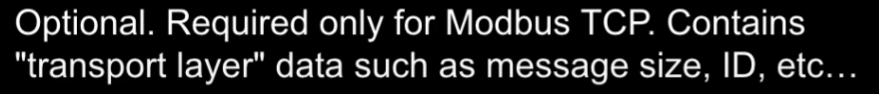 Optional. Required only for Modbus TCP. Contains
"transport layer" data such as message size, ID, etc…